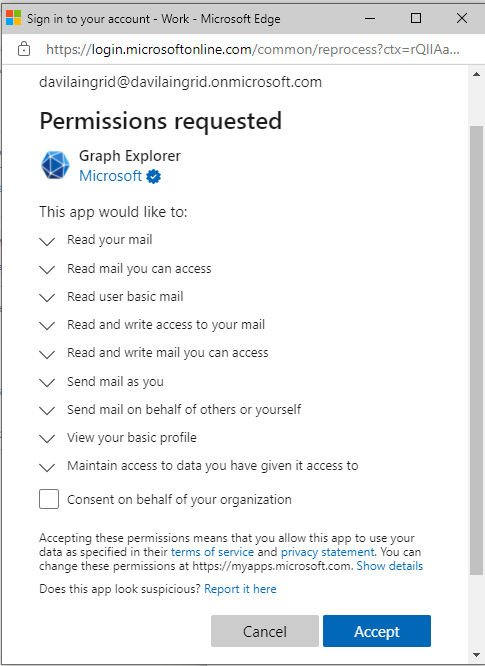 Sign in to your account - Work - Microsoft Edge
https://login.microsoftonline.com/common/reprocess?ctx=rQIIAa...
davilaingrid@davilaingrid.onmicrosoft.com
Permissions requested
Graph Explorer
Microsoft
This app would like to:
Read your mail
Read mail you can access
Read user basic mail
Read and write access to your mail
Read and write mail you can access
Send mail as you
Send mail on behalf of others or yourself
View your basic profile
Maintain access to data you have given it access to
Consent on behalf of your organization
Accepting these permissions means that you allow this app to use your
data as specified in their terms of service and privacy statement. You can
change these permissions at https://myapps.microsoft.com. Show details
Does this app look suspicious? Report it here
Cancel Accept